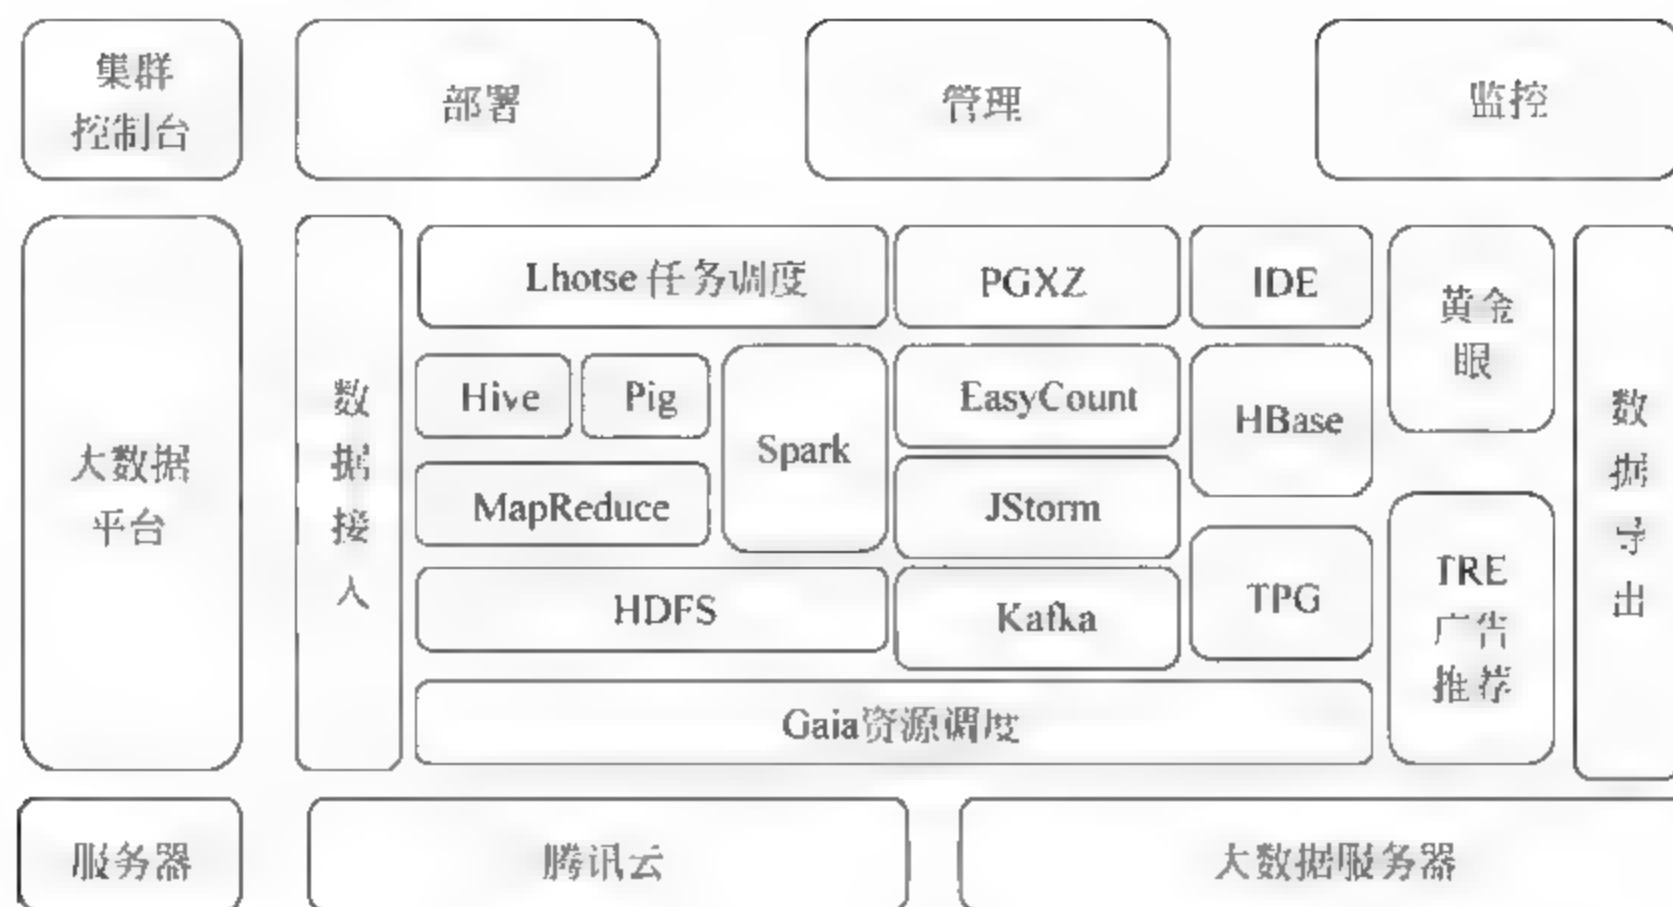 集群
控制台
部署
管理
监控
大数据
平台
数
据
接
入
Lhotse 任务调度
PGXZ
IDE
黄金
眼
Hive
Pig
Spark
EasyCount
HBase
MapReduce
JStorm
HDFS
Kafka
TPG
TRE
广告
推荐
Gaia资源调度
数
据
导
出
服务器
腾讯云
大数据服务器